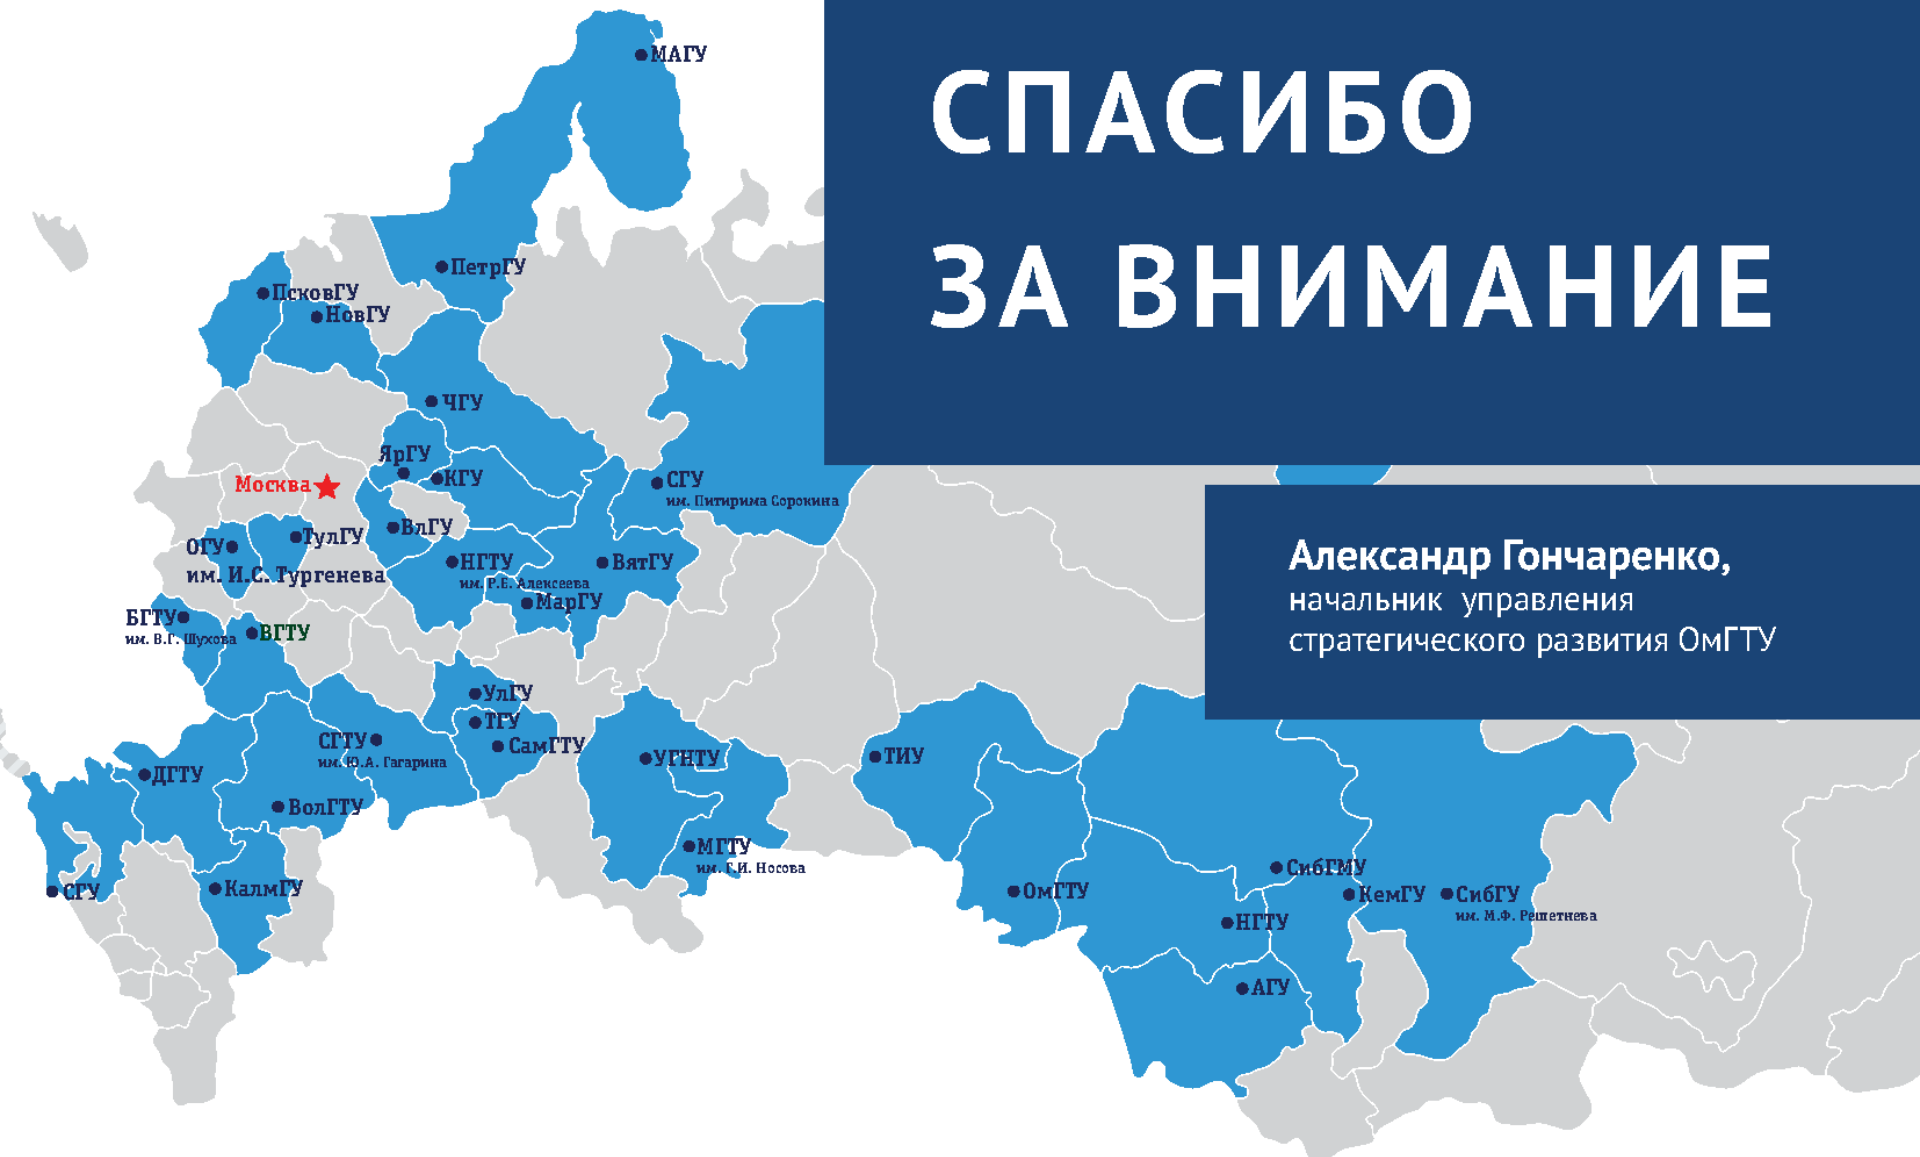 СПАСИБО
ЗА ВНИМАНИЕ
Александр Гончаренко,
начальник управления
стратегического развития ОмГТУ
МАГУ
ПетрГУ
ПсковГУ
НовГУ
ЧГУ
ЯрГУ
КГУ
СГУ
им. Питирима Сорокина
Москва
ВлГУ
ТулГУ
ОГУ
им. И.С. Тургенева
НГТУ
им. Р.Е. Алексеева
ВятГУ
МарГУ
БГТУ
им. В.Г. Шухова
ВГТУ
УлГУ
ТГУ
СамГТУ
СГТУ
им. Ю.А. Гагарина
УГНТУ
ТИУ
ДГТУ
ВолГТУ
МГТУ
им. Г.И. Носова
СГУ
КалмГУ
ОмГТУ
СибГМУ
КемГУ
СибГУ
им. М.Ф. Решетнева
НГТУ
АГУ